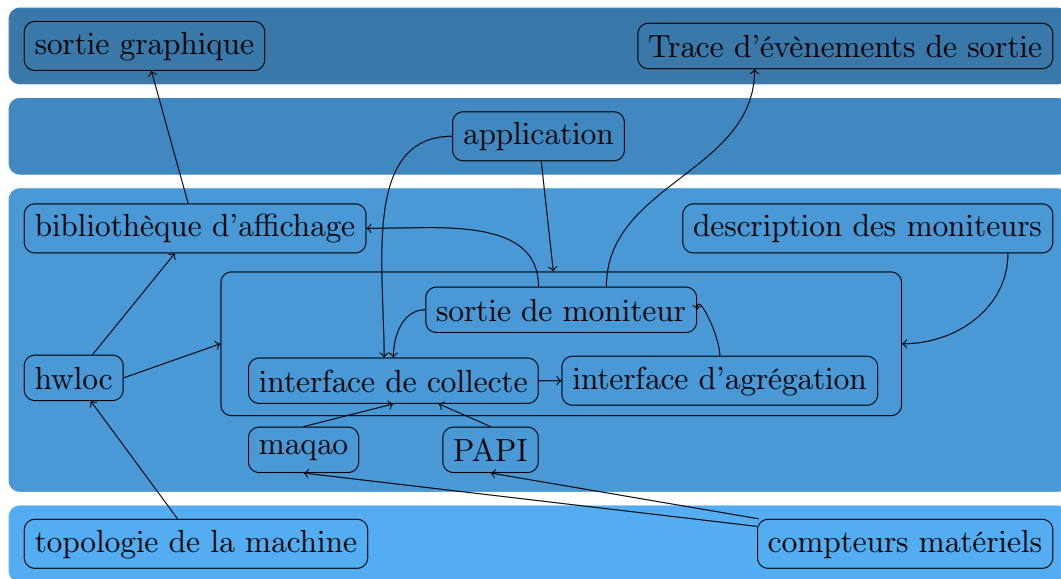 sortie graphique
Trace d'évènements de sortie
application
bibliothèque d'affichage
description des moniteurs
sortie de moniteur
hwloc
interface de collecte
interface d'agrégation
maqao
PAPI
topologie de la machine
compteurs matériels